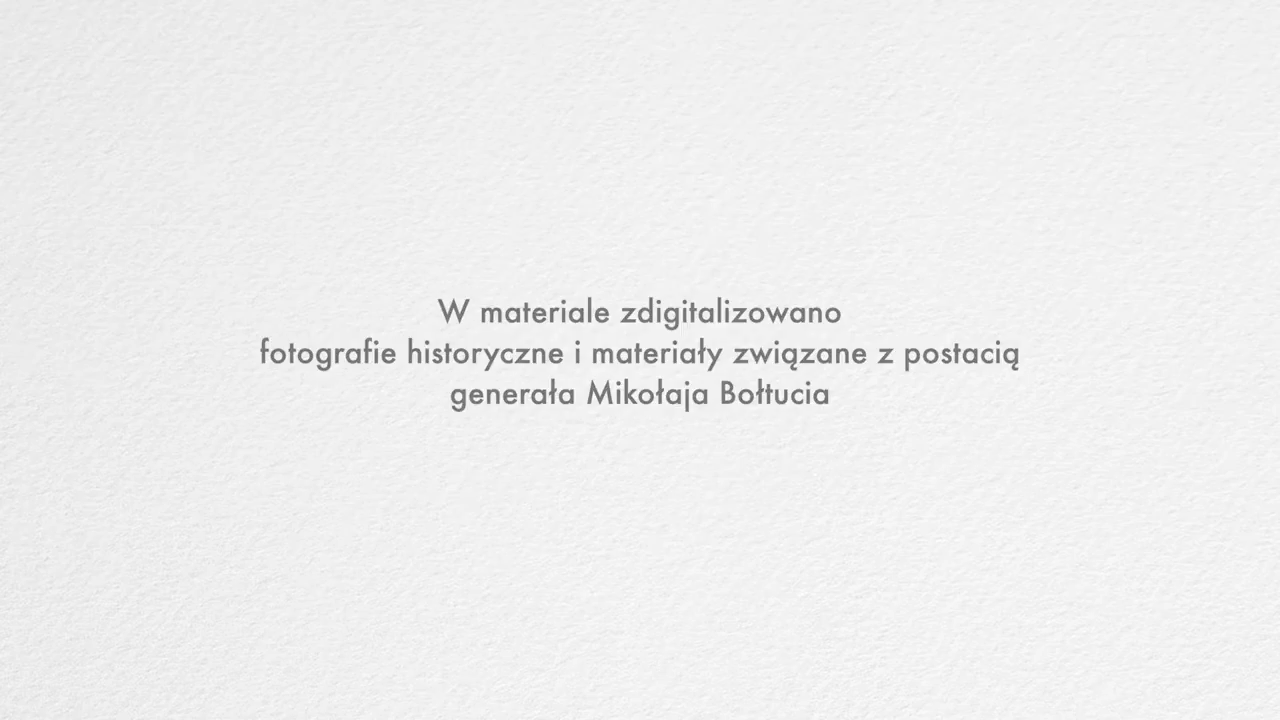 W materiale zdigitalizowano
fotografie historyczne i materiały związane z postacią
generała Mikołaja Bołtucia